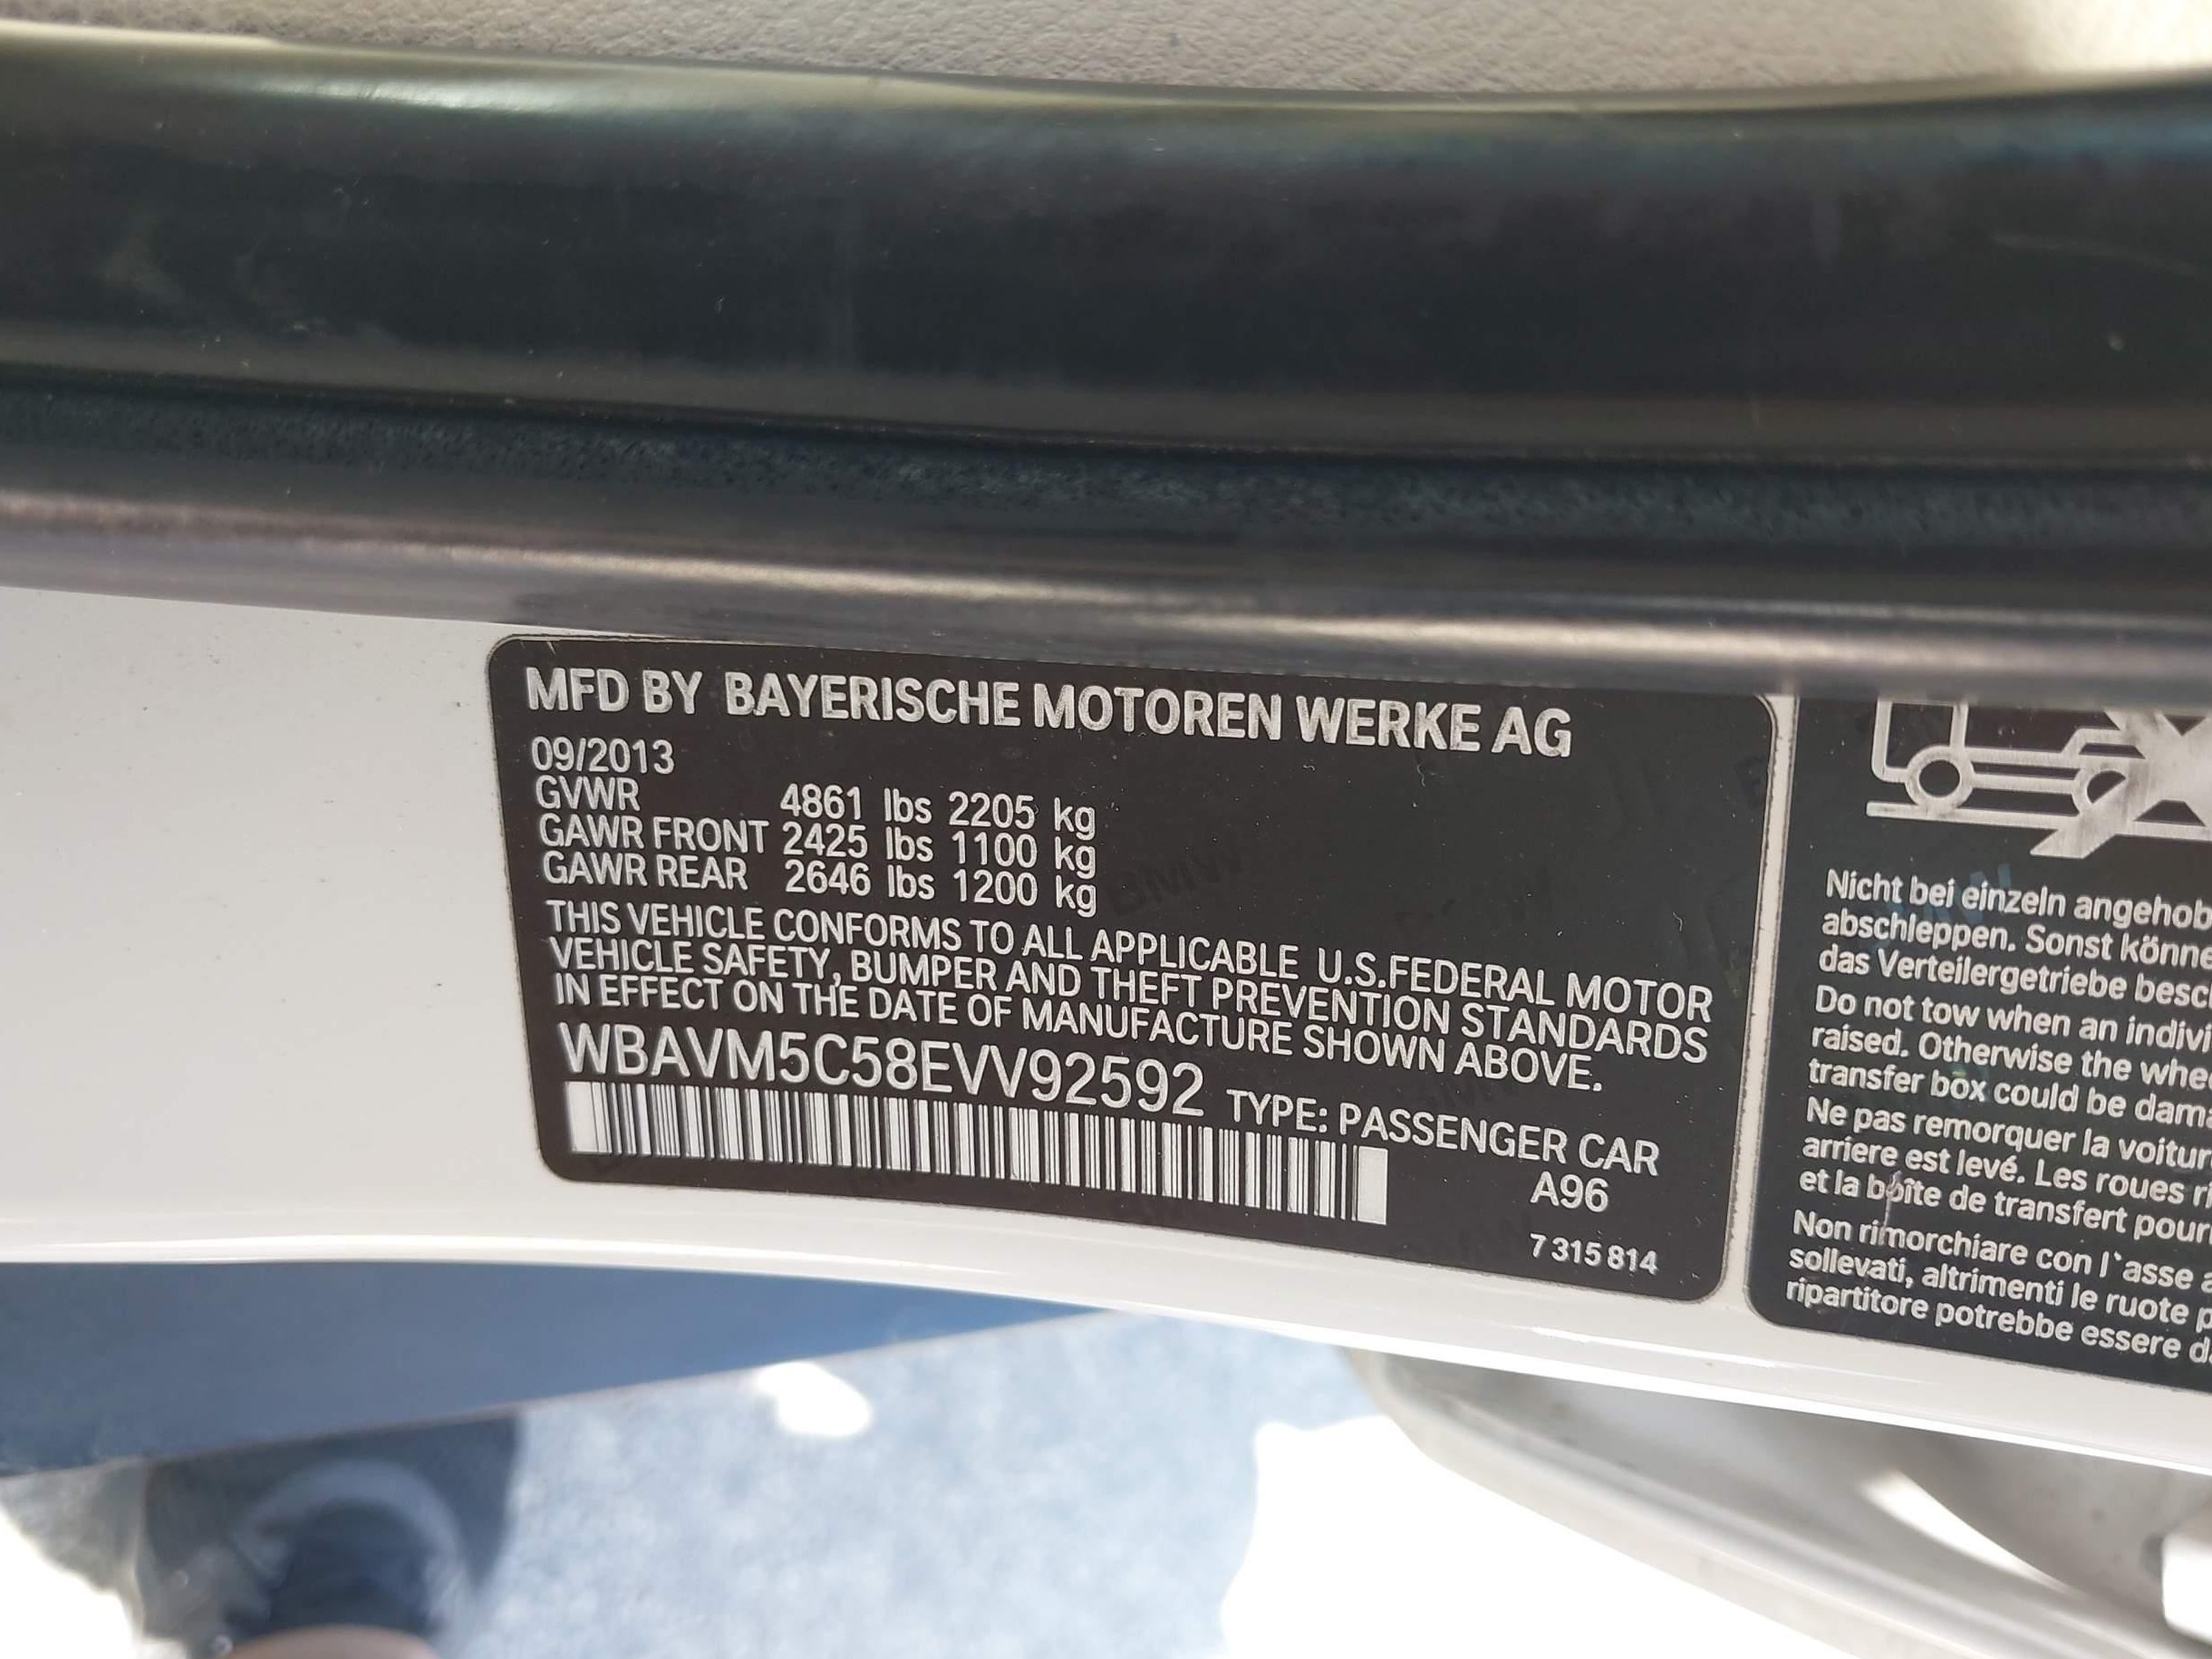 MFD BY BAYERISCHE MOTOREN WERKE AG
09/2013
GVWR 4861 lbs 2205 kg
GAWR FRONT 2425 lbs 1100 kg
GAWR REAR 2646 lbs 1200 kg
THIS VEHICLE CONFORMS TO ALL APPLICABLE U.S.FEDERAL MOTOR
VEHICLE SAFETY, BUMPER AND THEFT PREVENTION STANDARDS
IN EFFECT ON THE DATE OF MANUFACTURE SHOWN ABOVE.
WBAVM5C58EVV92592 TYPE: PASSENGER CAR
A96
7 315 814
Nicht bei einzeln angehob
abschleppen. Sonst könne
das Verteilergetriebe besc
Do not tow when an indivi
raised. Otherwise the whe
transfer box could be dam
Ne pas remorquer la voitur
arriere est levé. Les roues ri
et la boîte de transfert pour
Non rimorchiare con l`asse a
sollevati, altrimenti le ruote p
ripartitore potrebbe essere d